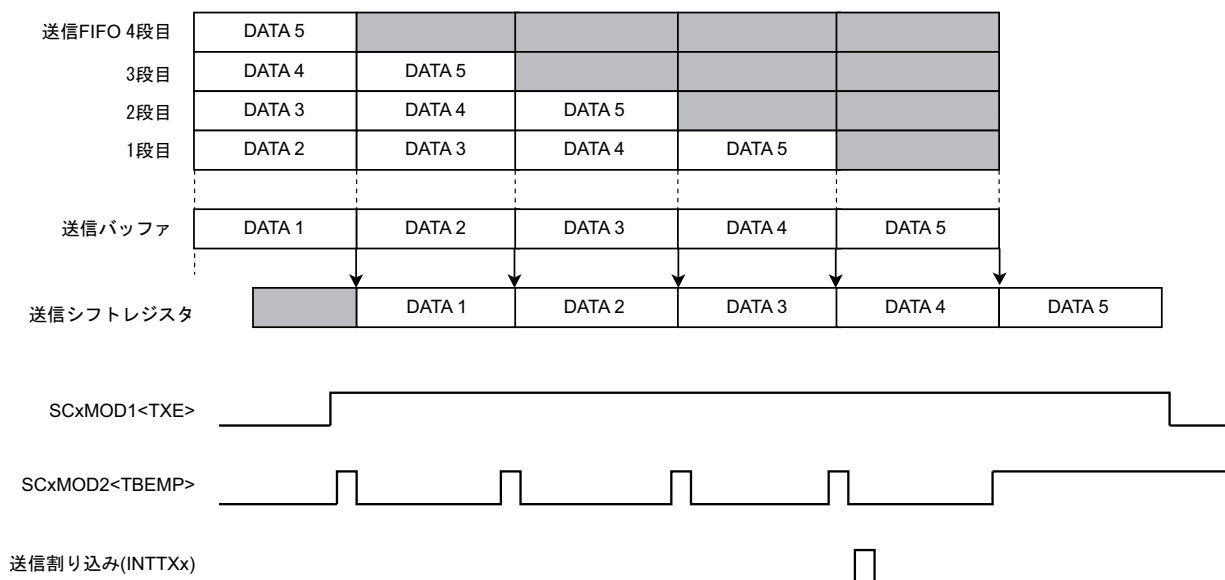 送信FIFO 4段目 DATA 5
3段目 DATA 4 DATA 5
2段目 DATA 3 DATA 4 DATA 5
1段目 DATA 2 DATA 3 DATA 4 DATA 5
送信バッファ DATA 1 DATA 2 DATA 3 DATA 4 DATA 5
送信シフトレジスタ DATA 1 DATA 2 DATA 3 DATA 4 DATA 5
SCxMOD1<TXE>
SCxMOD2<TBEMP>
送信割り込み(INTTXx)